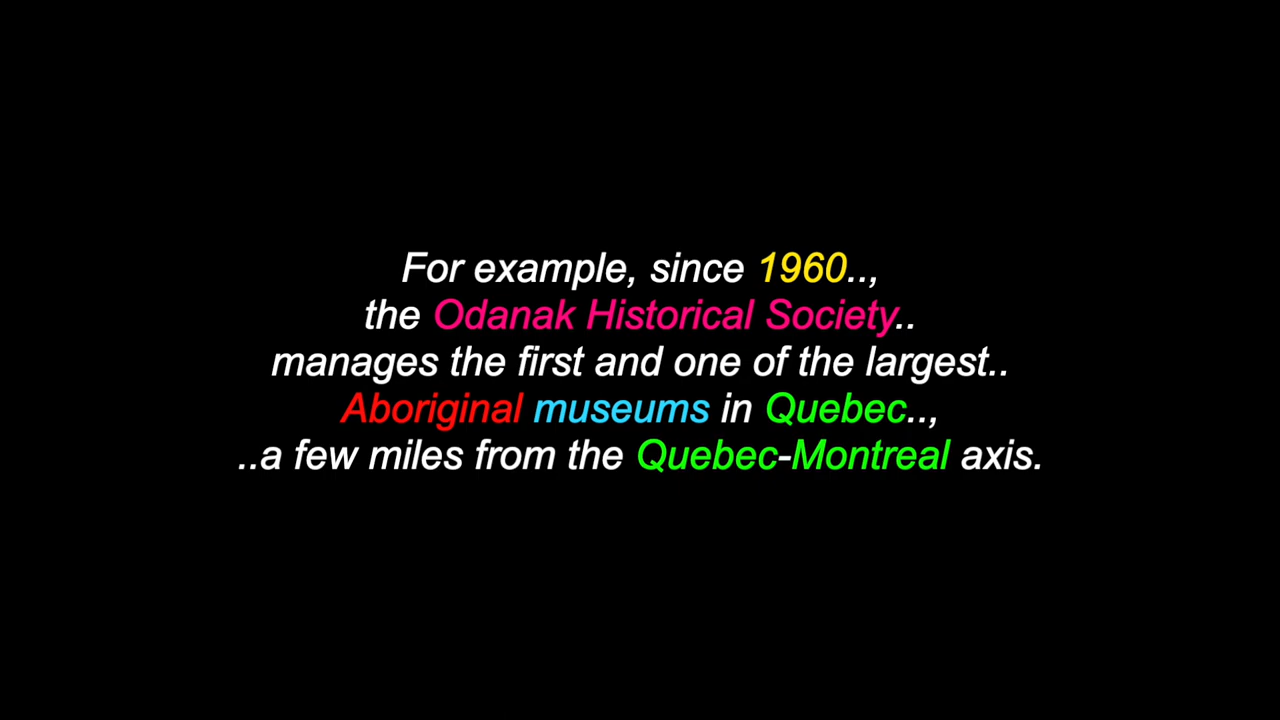 For example, since 1960..,
the Odanak Historical Society..
manages the first and one of the largest..
Aboriginal museums in Quebec..,
..a few miles from the Quebec-Montreal axis.